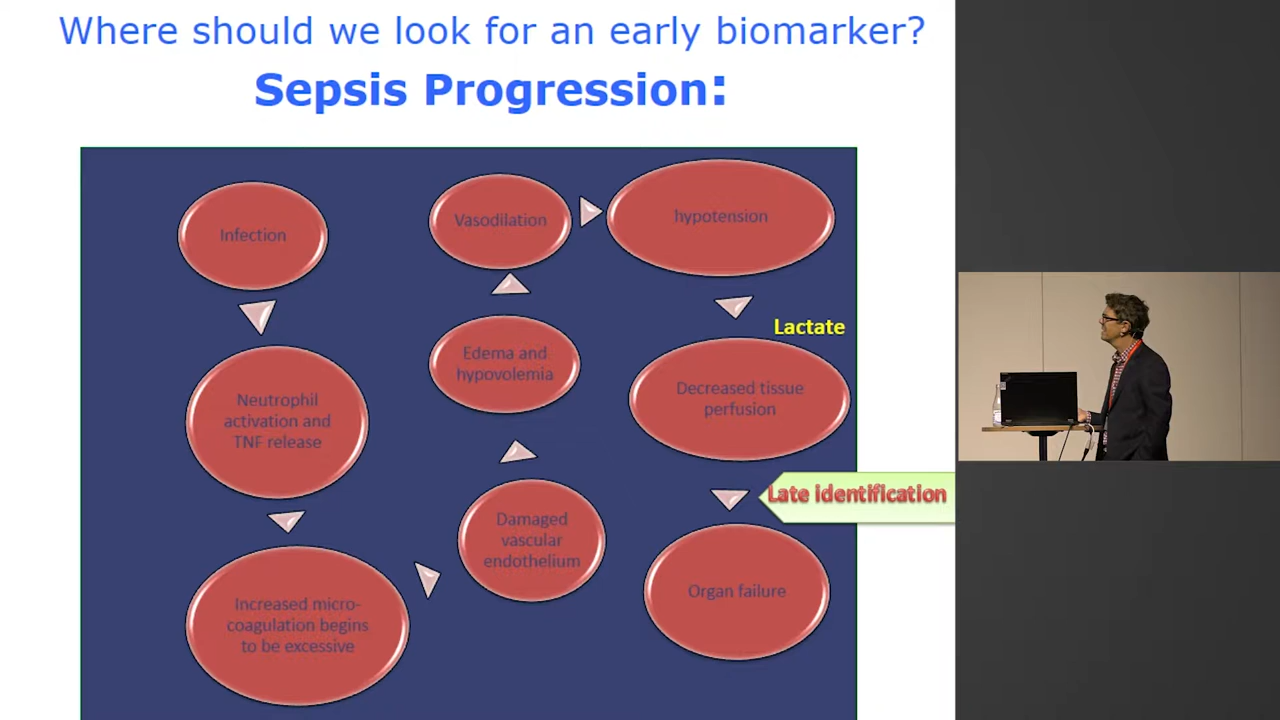 Where should we look for an early biomarker?
Sepsis Progression:
Infection
Neutrophil
activation and
TNF release
Increased micro-
coagulation begins
to be excessive
Damaged
vascular
endothelium
Edema and
hypovolemia
Vasodilation
hypotension
Lactate
Decreased tissue
perfusion
Late identification
Organ failure